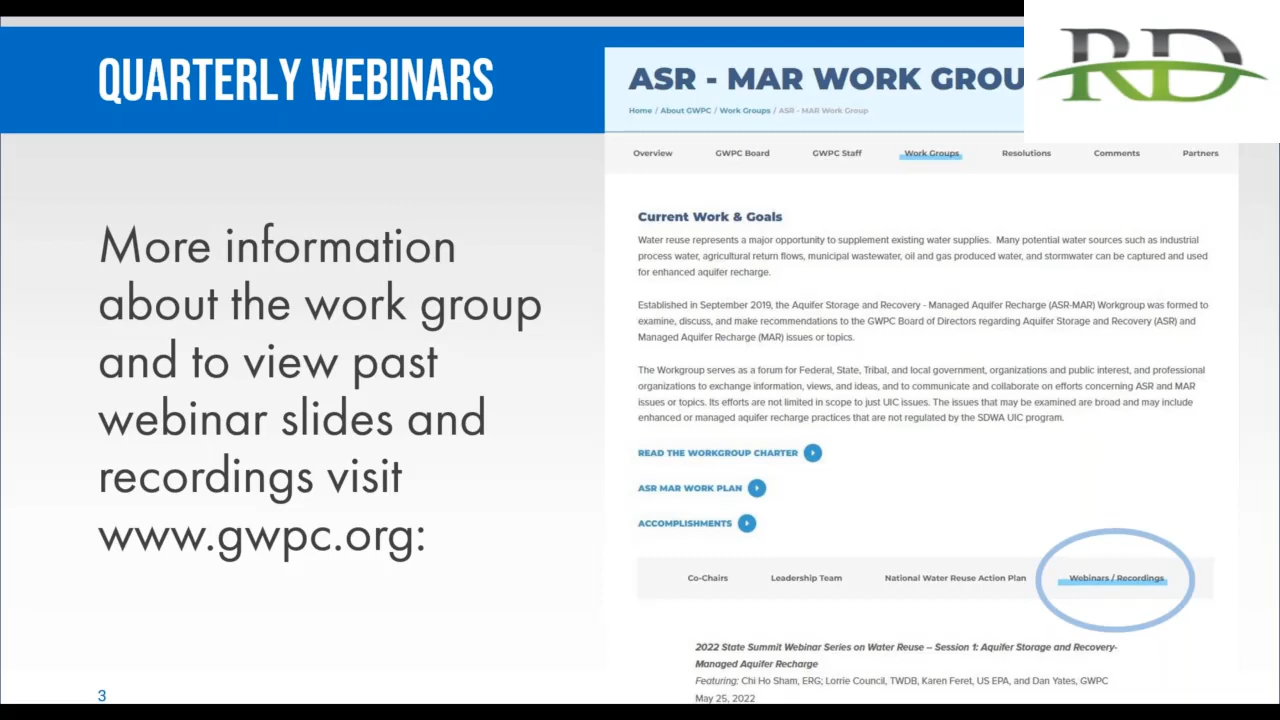 QUARTERLY WEBINARS
More information
about the work group
and to view past
webinar slides and
recordings visit
www.gwpc.org:
3
ASR - MAR WORK GROU
Home / About GWPC / Work Groups / ASR - MAR Work Group
RD
Overview GWPC Board GWPC Staff Work Groups Resolutions Comments Partners
Current Work & Goals
Water reuse represents a major opportunity to supplement existing water supplies. Many potential water sources such as industrial
process water, agricultural return flows, municipal wastewater, oil and gas produced water, and stormwater can be captured and used
for enhanced aquifer recharge.
Established in September 2019, the Aquifer Storage and Recovery - Managed Aquifer Recharge (ASR-MAR) Workgroup was formed to
examine, discuss, and make recommendations to the GWPC Board of Directors regarding Aquifer Storage and Recovery (ASR) and
Managed Aquifer Recharge (MAR) issues or topics.
The Workgroup serves as a forum for Federal, State, Tribal, and local government, organizations and public interest, and professional
organizations to exchange information, views, and ideas, and to communicate and collaborate on efforts concerning ASR and MAR
issues or topics. Its efforts are not limited in scope to just UIC issues. The issues that may be examined are broad and may include
enhanced or managed aquifer recharge practices that are not regulated by the SDWA UIC program.
READ THE WORKGROUP CHARTER
ASR MAR WORK PLAN
ACCOMPLISHMENTS
Co-Chairs Leadership Team National Water Reuse Action Plan Webinars / Recordings
2022 State Summit Webinar Series on Water Reuse – Session 1: Aquifer Storage and Recovery-
Managed Aquifer Recharge
Featuring: Chi Ho Sham, ERG; Lorrie Council, TWDB, Karen Feret, US EPA, and Dan Yates, GWPC
May 25, 2022